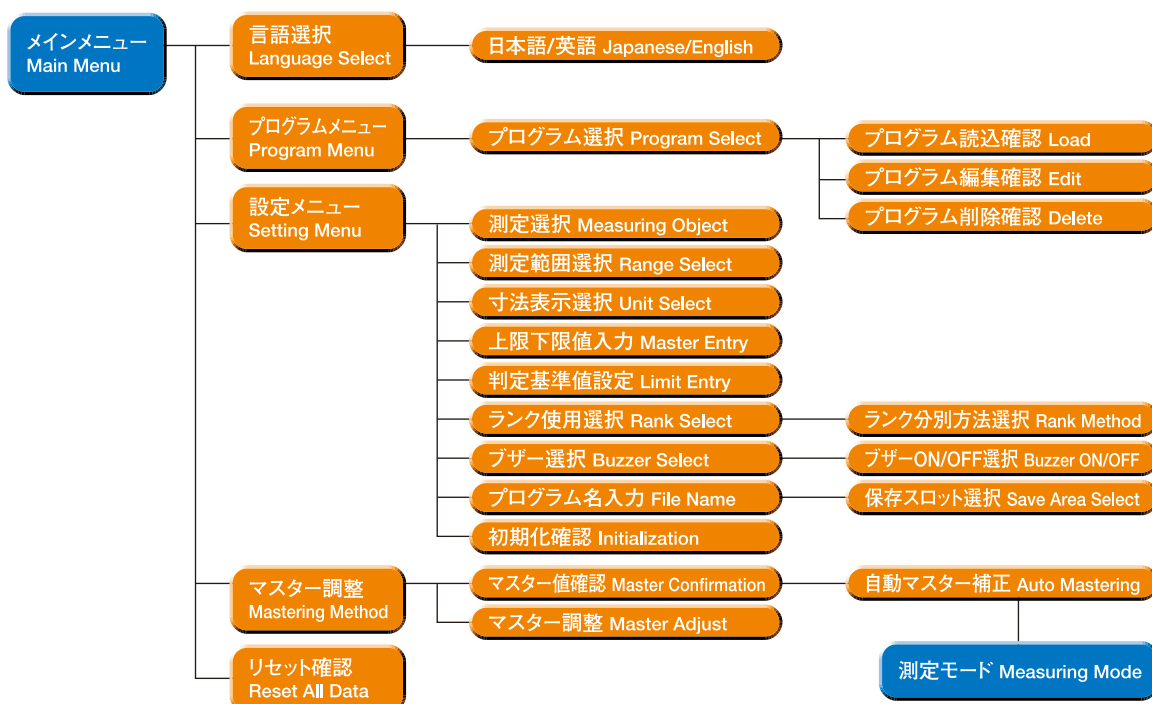 メインメニュー
Main Menu
言語選択
Language Select
日本語/英語 Japanese/English
プログラムメニュー
Program Menu
プログラム選択 Program Select
プログラム読込確認 Load
プログラム編集確認 Edit
プログラム削除確認 Delete
設定メニュー
Setting Menu
測定選択 Measuring Object
測定範囲選択 Range Select
寸法表示選択 Unit Select
上限下限値入力 Master Entry
判定基準値設定 Limit Entry
ランク使用選択 Rank Select
ランク分別方法選択 Rank Method
ブザー選択 Buzzer Select
ブザーON/OFF選択 Buzzer ON/OFF
プログラム名入力 File Name
保存スロット選択 Save Area Select
初期化確認 Initialization
マスター調整
Mastering Method
マスター値確認 Master Confirmation
自動マスター補正 Auto Mastering
マスター調整 Master Adjust
測定モード Measuring Mode
リセット確認
Reset All Data